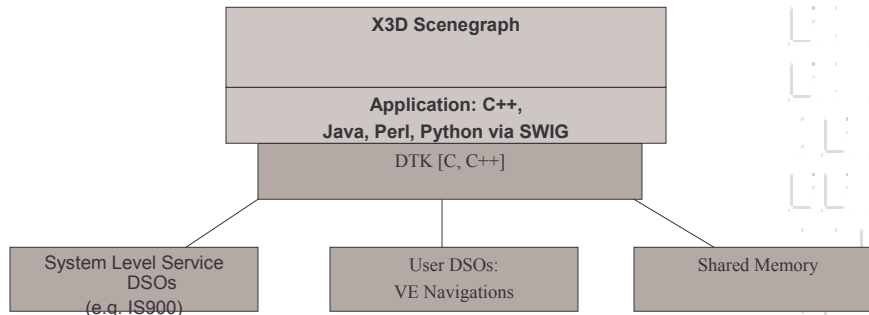 X3D Scenegraph
Application: C++,
Java, Perl, Python via SWIG
DTK [C, C++]
System Level Service
DSOs
(e.g. IS900)
User DSOs:
VE Navigations
Shared Memory